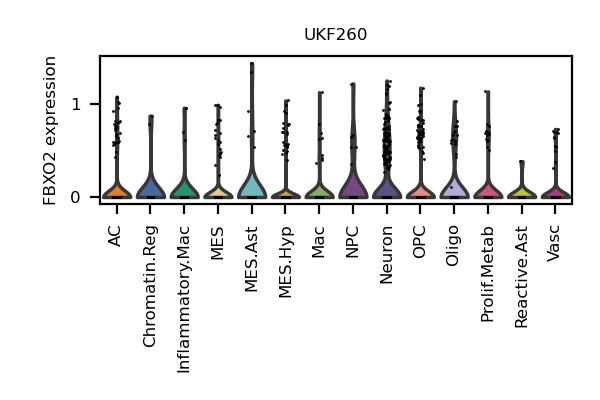 UKF260
FBXO2 expression
1
0
AC
Chromatin.Reg
Inflammatory.Mac
MES
MES.Ast
MES.Hyp
Mac
NPC
Neuron
OPC
Oligo
Prolif.Metab
Reactive.Ast
Vasc